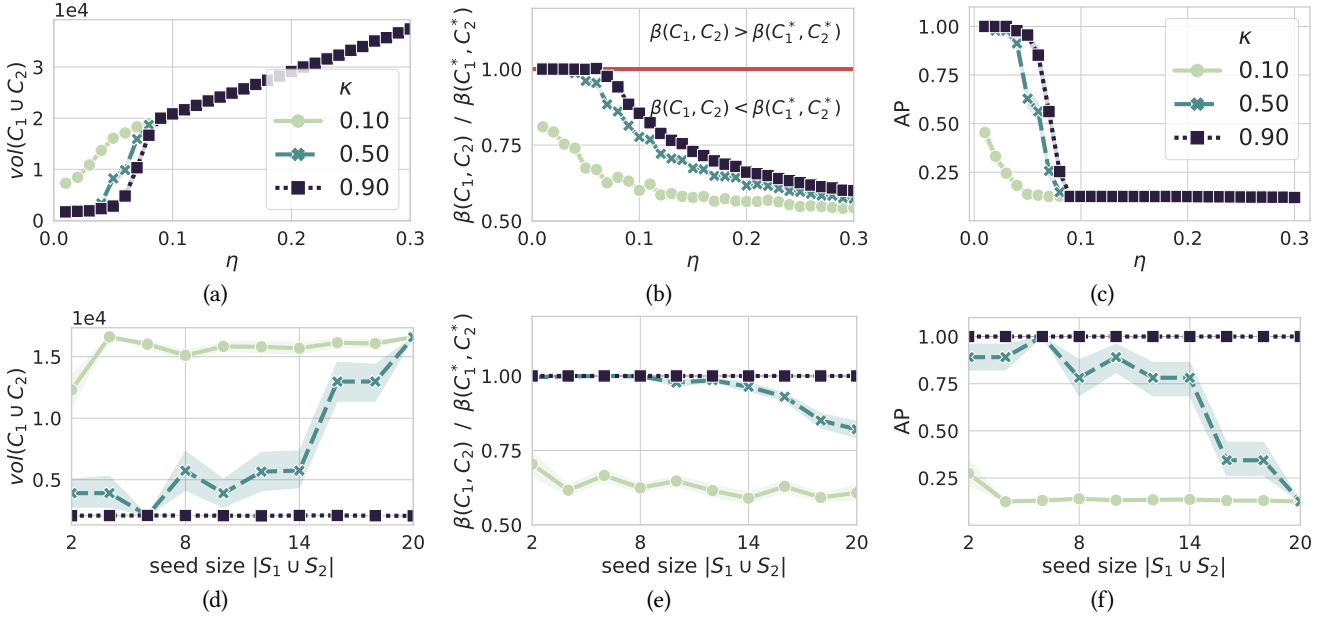 1e4
vol(C₁ ∪ C₂)
3
2
1
0
0.0 0.1 0.2 0.3
η
κ
0.10
0.50
0.90
(a)
β(C₁, C₂) / β(C₁*, C₂*)
1.00
0.75
0.50
β(C₁, C₂) > β(C₁*, C₂*)
β(C₁, C₂) < β(C₁*, C₂*)
0.0 0.1 0.2 0.3
η
(b)
AP
1.00
0.75
0.50
0.25
κ
0.10
0.50
0.90
0.0 0.1 0.2 0.3
η
(c)
1e4
vol(C₁ ∪ C₂)
1.5
1.0
0.5
2 8 14 20
seed size |S₁ ∪ S₂|
(d)
β(C₁, C₂) / β(C₁*, C₂*)
1.00
0.75
0.50
2 8 14 20
seed size |S₁ ∪ S₂|
(e)
AP
1.00
0.75
0.50
0.25
2 8 14 20
seed size |S₁ ∪ S₂|
(f)